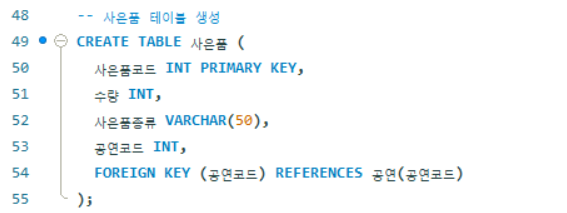 48 -- 사은품 테이블 생성
49 CREATE TABLE 사은품 (
50 사은품코드 INT PRIMARY KEY,
51 수량 INT,
52 사은품종류 VARCHAR(50),
53 공연코드 INT,
54 FOREIGN KEY (공연코드) REFERENCES 공연(공연코드)
55 );